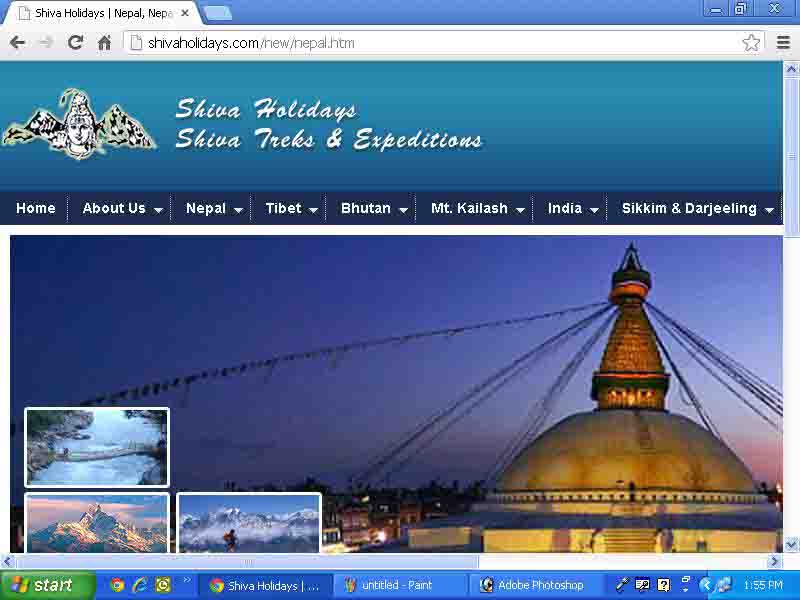 Shiva Holidays | Nepal, Nepa
shivaholidays.com/new/nepal.htm
Shiva Holidays
Shiva Treks & Expeditions
Home About Us Nepal Tibet Bhutan Mt. Kailash India Sikkim & Darjeeling
start Shiva Holidays | ... untitled - Paint Adobe Photoshop 1:55 PM